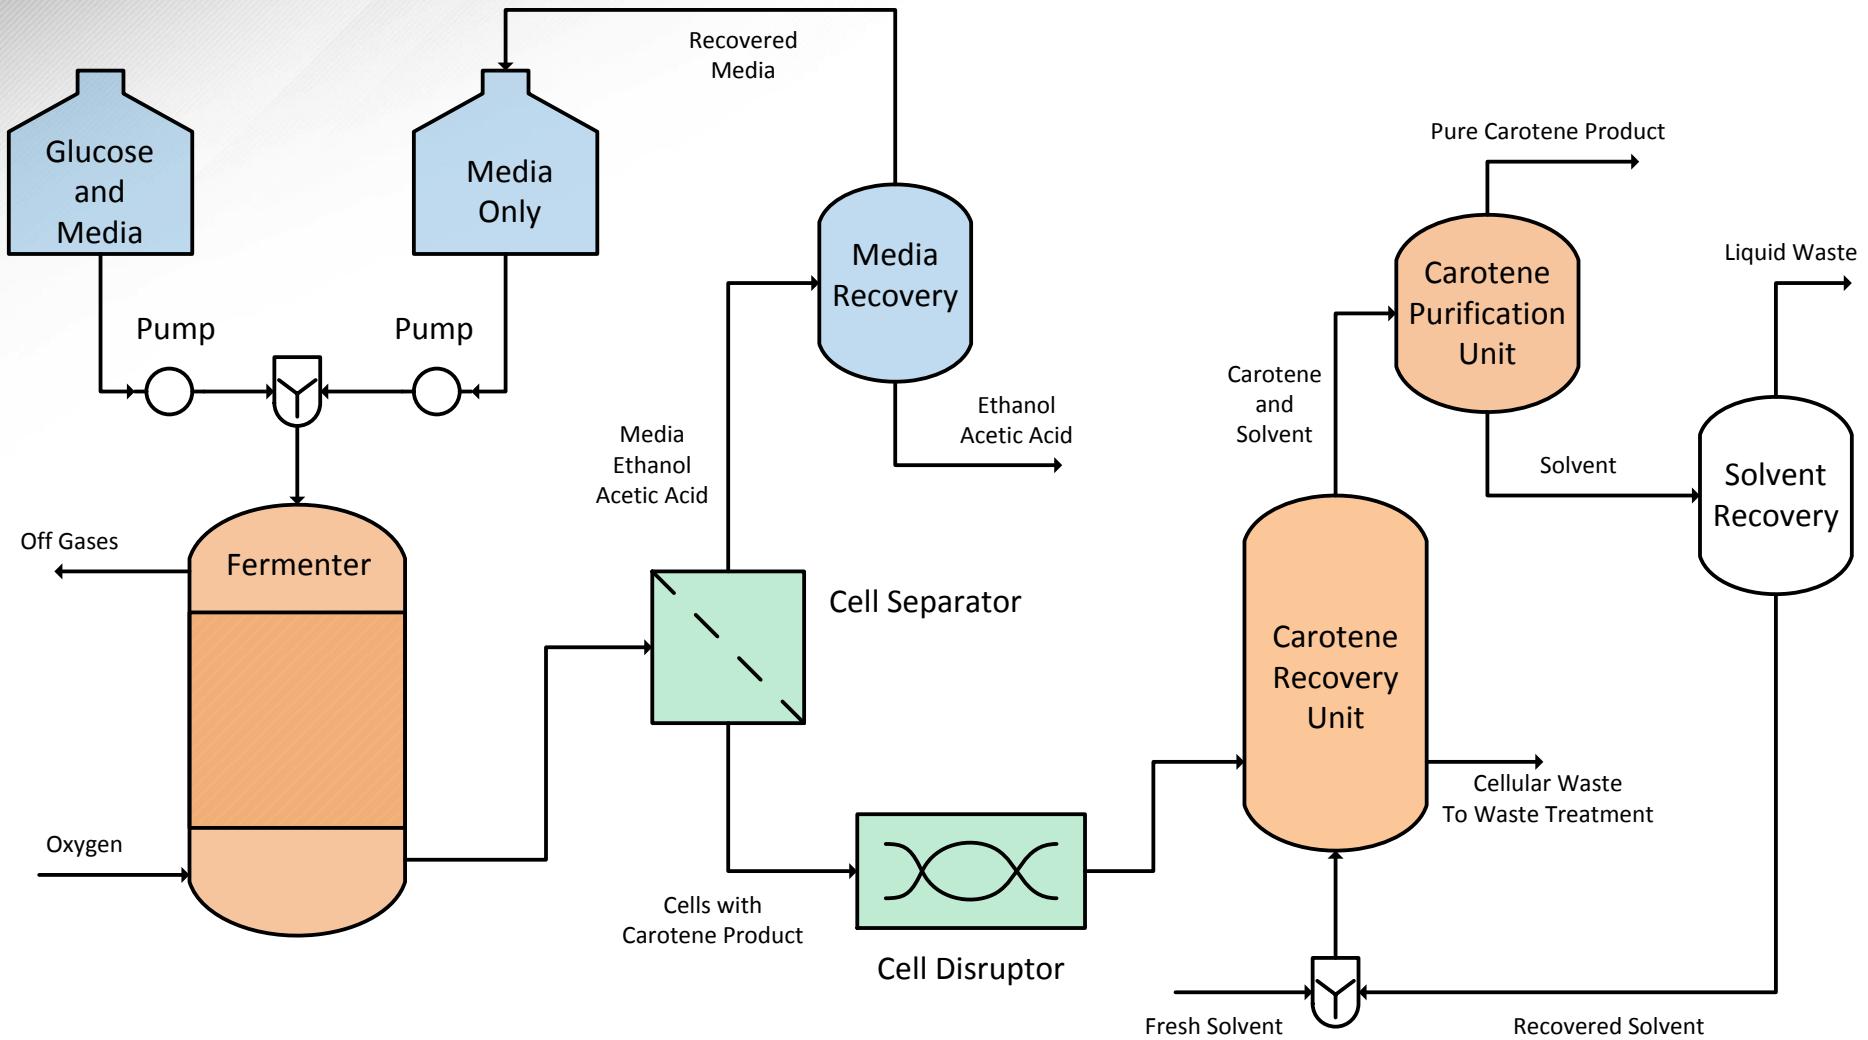 Recovered
Media
Glucose
and
Media
Media
Only
Pump
Pump
Media
Recovery
Media
Ethanol
Acetic Acid
Ethanol
Acetic Acid
Off Gases
Fermenter
Oxygen
Cell Separator
Cells with
Carotene Product
Cell Disruptor
Pure Carotene Product
Carotene
Purification
Unit
Liquid Waste
Carotene
and
Solvent
Solvent
Solvent
Recovery
Carotene
Recovery
Unit
Cellular Waste
To Waste Treatment
Fresh Solvent
Recovered Solvent